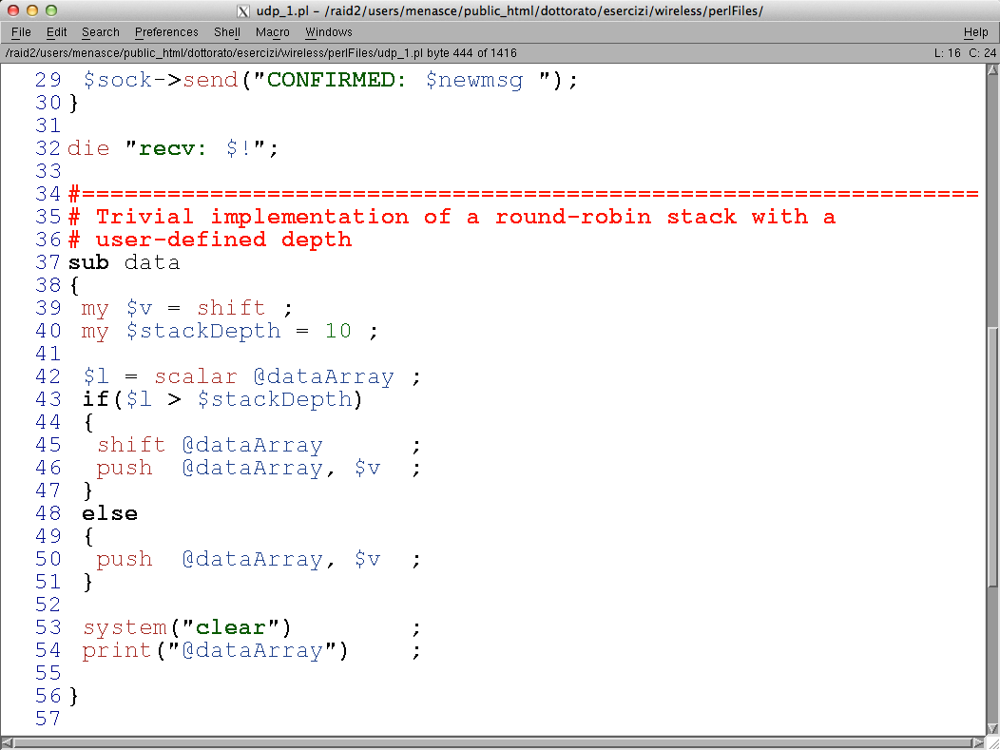 udp_1.pl - /raid2/users/menasce/public_html/dottorato/esercizi/wireless/perlFiles/
File Edit Search Preferences Shell Macro Windows Help
/raid2/users/menasce/public_html/dottorato/esercizi/wireless/perlFiles/udp_1.pl byte 444 of 1416 L: 16 C: 24
29  $sock->send("CONFIRMED: $newmsg ");
30 }
31
32 die "recv: $!";
33
34 #===============================================================
35 # Trivial implementation of a round-robin stack with a
36 # user-defined depth
37 sub data
38 {
39  my $v = shift ;
40  my $stackDepth = 10 ;
41
42  $l = scalar @dataArray ;
43  if($l > $stackDepth)
44  {
45   shift @dataArray      ;
46   push  @dataArray, $v  ;
47  }
48  else
49  {
50   push  @dataArray, $v  ;
51  }
52
53  system("clear")        ;
54  print("@dataArray")    ;
55
56 }
57